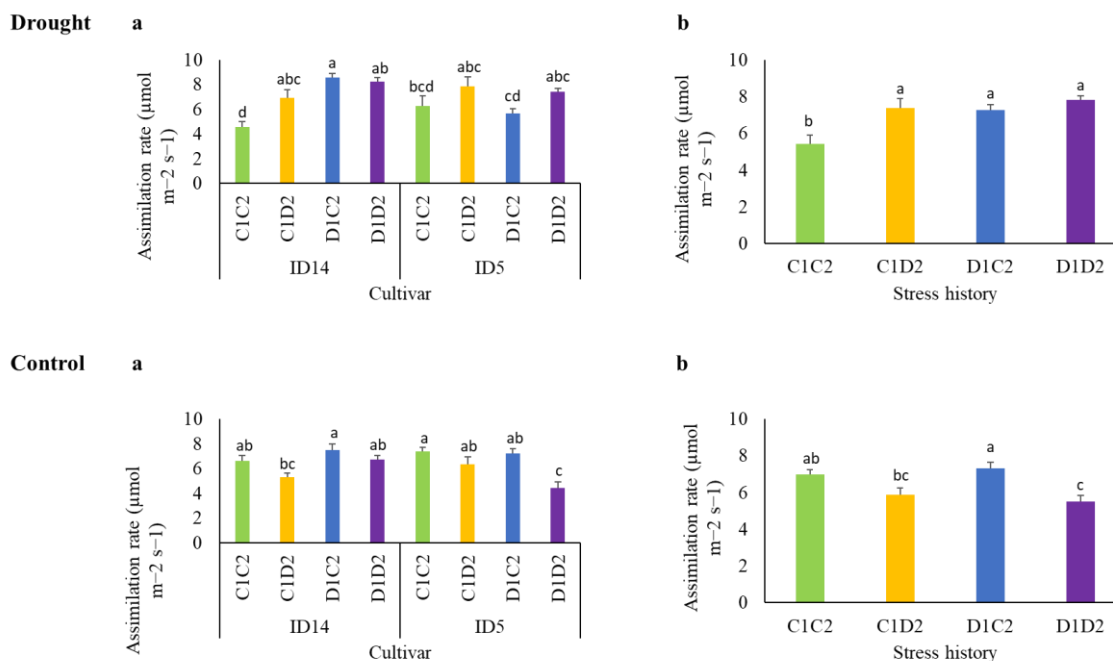 Drought a b
Assimilation rate (µmol
m−2 s−1)
10
8
6
4
2
0
d abc a ab bcd abc cd abc
C1C2 C1D2 D1C2 D1D2 C1C2 C1D2 D1C2 D1D2
ID14 ID5
Cultivar
Assimilation rate (µmol
m−2 s−1)
10
8
6
4
2
0
b a a a
C1C2 C1D2 D1C2 D1D2
Stress history
Control a b
Assimilation rate (µmol
m−2 s−1)
10
8
6
4
2
0
ab bc a ab a ab ab c
C1C2 C1D2 D1C2 D1D2 C1C2 C1D2 D1C2 D1D2
ID14 ID5
Cultivar
Assimilation rate (µmol
m−2 s−1)
10
8
6
4
2
0
ab bc a c
C1C2 C1D2 D1C2 D1D2
Stress history